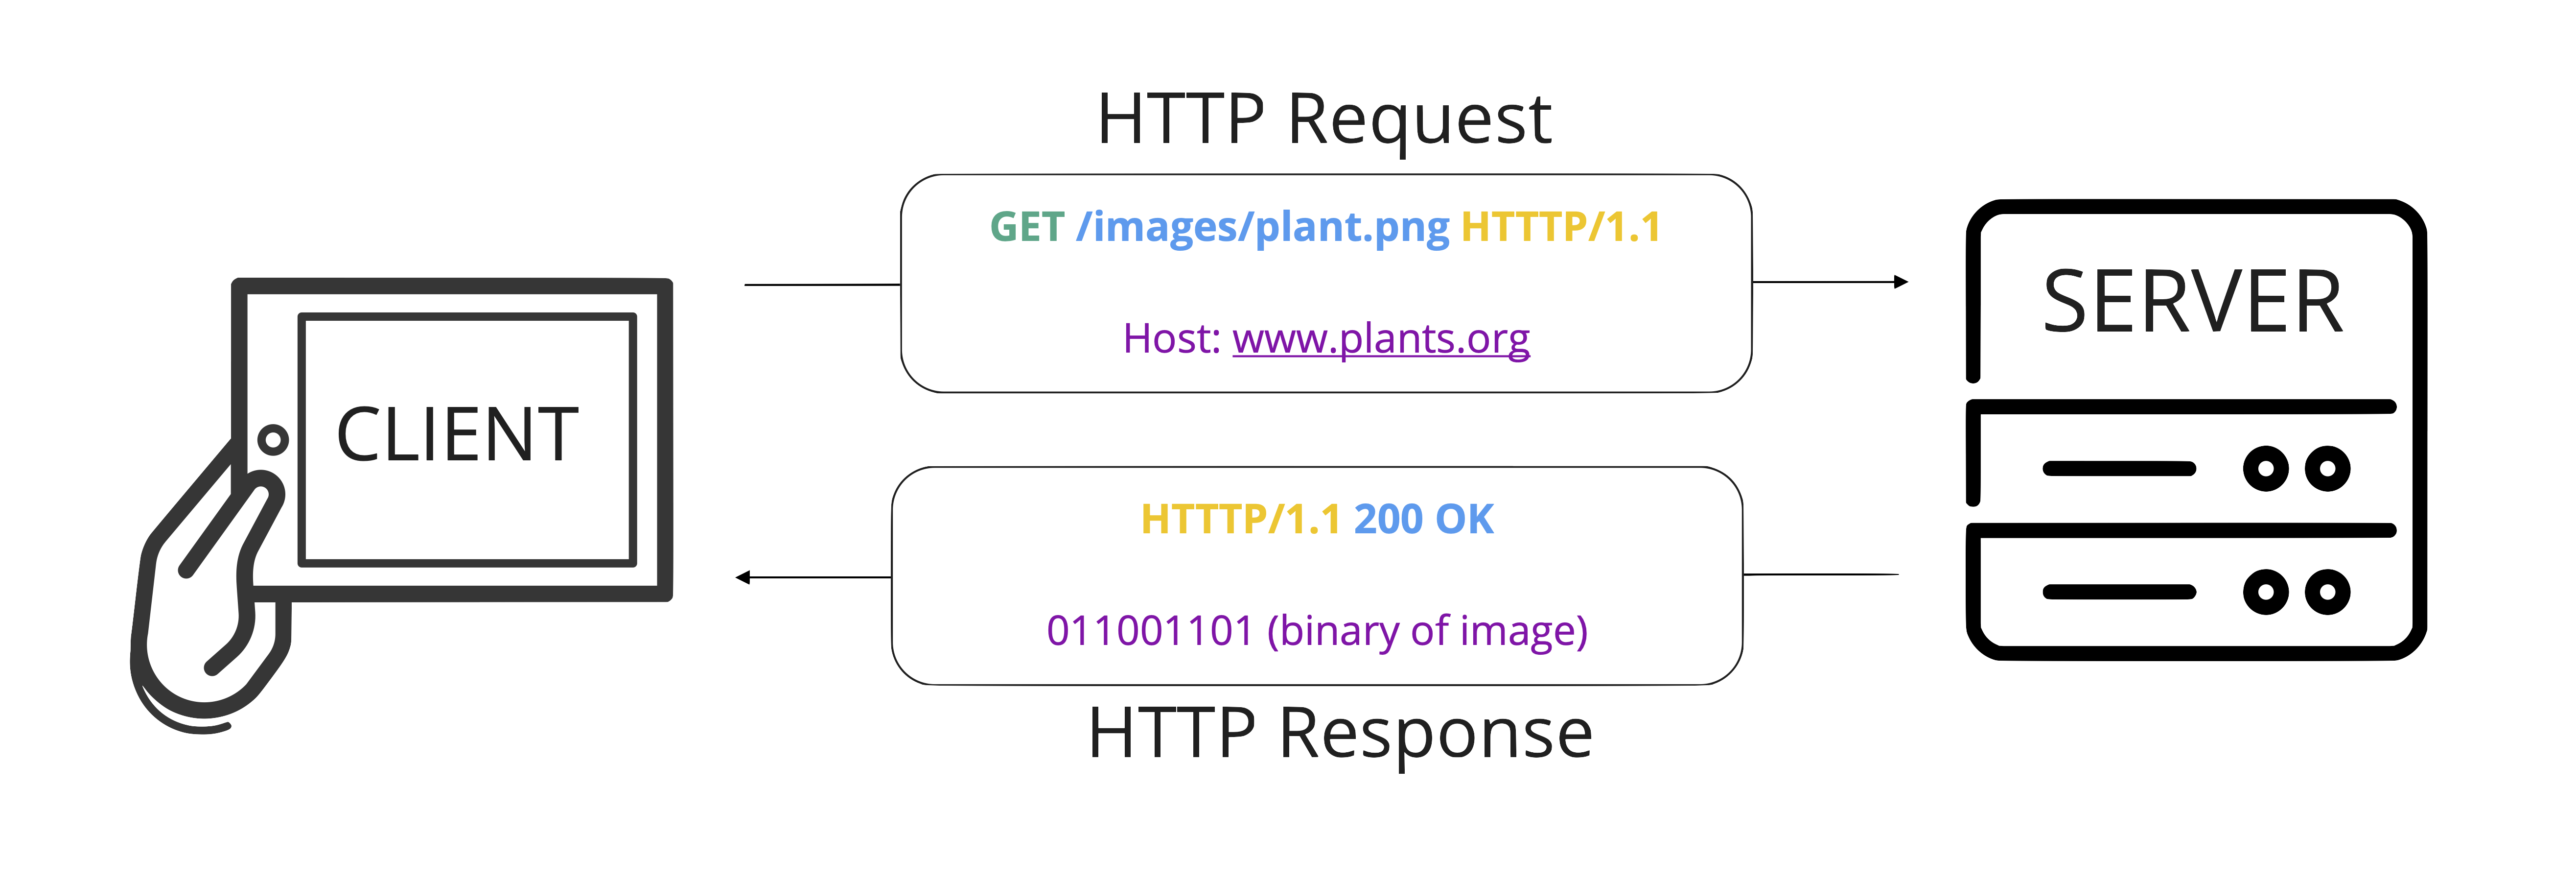 HTTP Request
GET /images/plant.png HTTTP/1.1
Host: www.plants.org
SERVER
CLIENT
HTTTP/1.1 200 OK
011001101 (binary of image)
HTTP Response